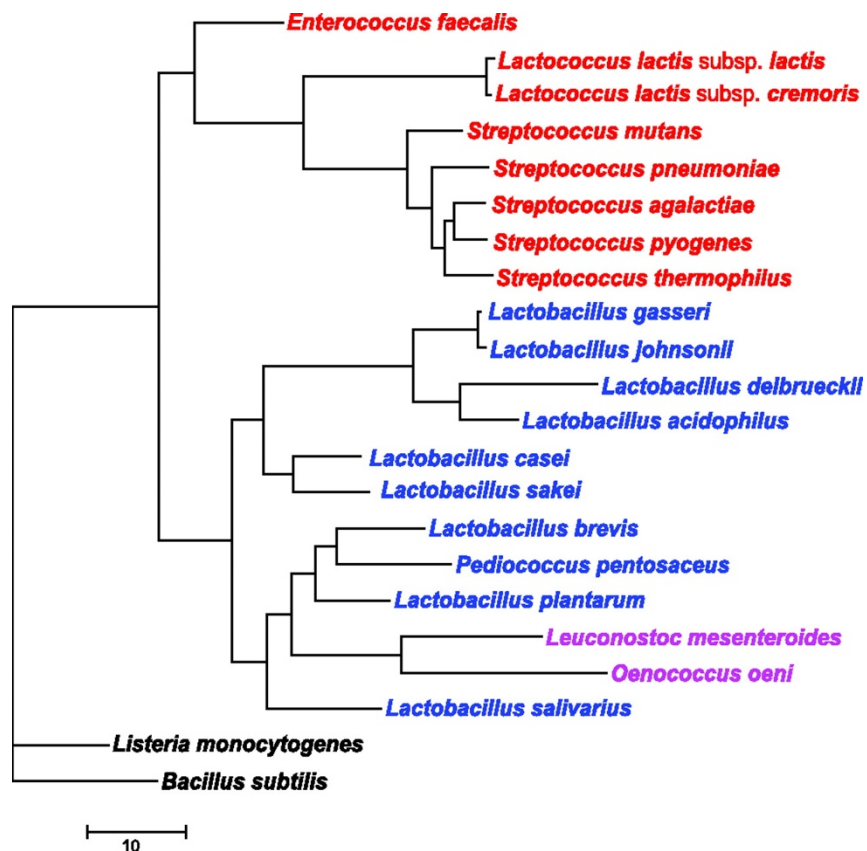 Enterococcus faecalis
Lactococcus lactis subsp. lactis
Lactococcus lactis subsp. cremoris
Streptococcus mutans
Streptococcus pneumoniae
Streptococcus agalactiae
Streptococcus pyogenes
Streptococcus thermophilus
Lactobacillus gasseri
Lactobacillus johnsonii
Lactobacillus delbrueckii
Lactobacillus acidophilus
Lactobacillus casei
Lactobacillus sakei
Lactobacillus brevis
Pediococcus pentosaceus
Lactobacillus plantarum
Leuconostoc mesenteroides
Oenococcus oeni
Lactobacillus salivarius
Listeria monocytogenes
Bacillus subtilis
10